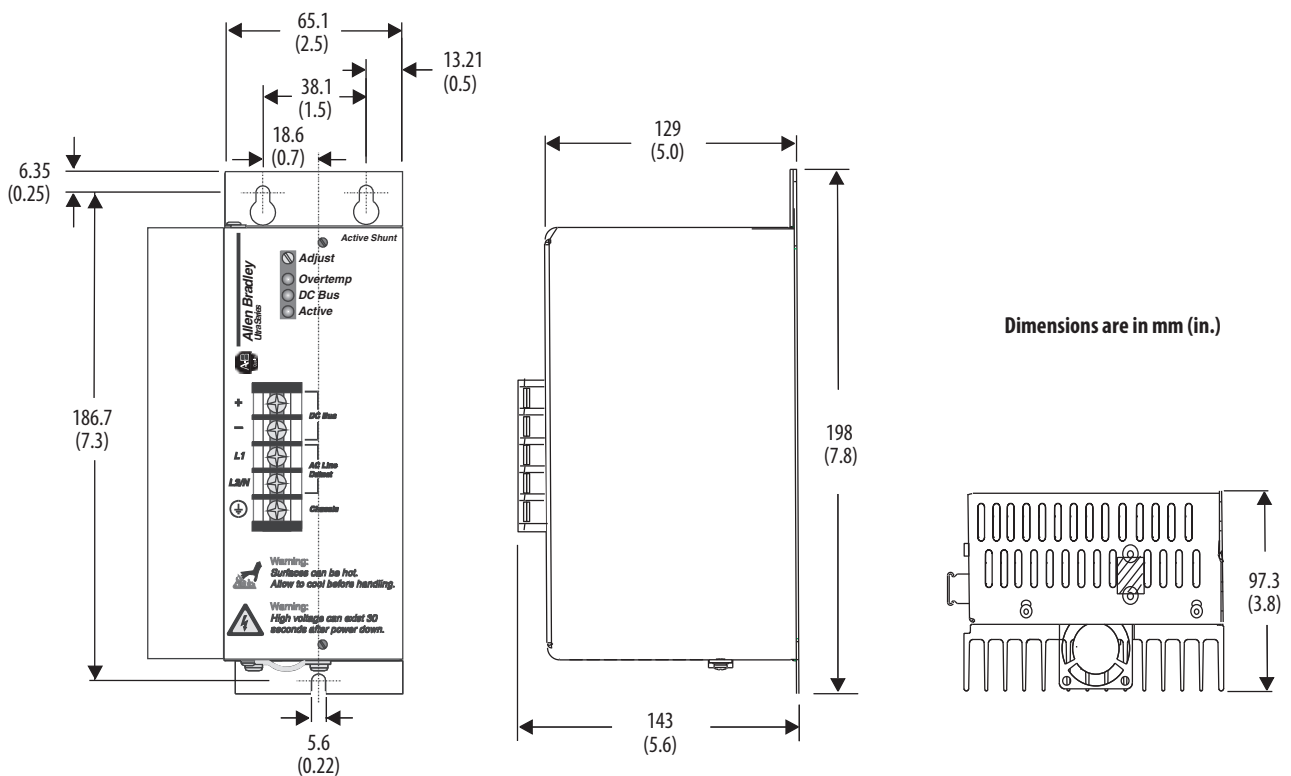 65.1
(2.5)
13.21
(0.5)
38.1
(1.5)
18.6
(0.7)
6.35
(0.25)
129
(5.0)
Active Shunt
Adjust
Overtemp
DC Bus
Active
Allen Bradley
Ultra Series
A-B
Dimensions are in mm (in.)
186.7
(7.3)
+
DC Bus
−
L1
AC Line
L2/N
Chassis
198
(7.8)
Warning:
Surfaces can be hot.
Allow to cool before handling.
Warning:
High voltage can exist 30
seconds after power down.
97.3
(3.8)
143
(5.6)
5.6
(0.22)